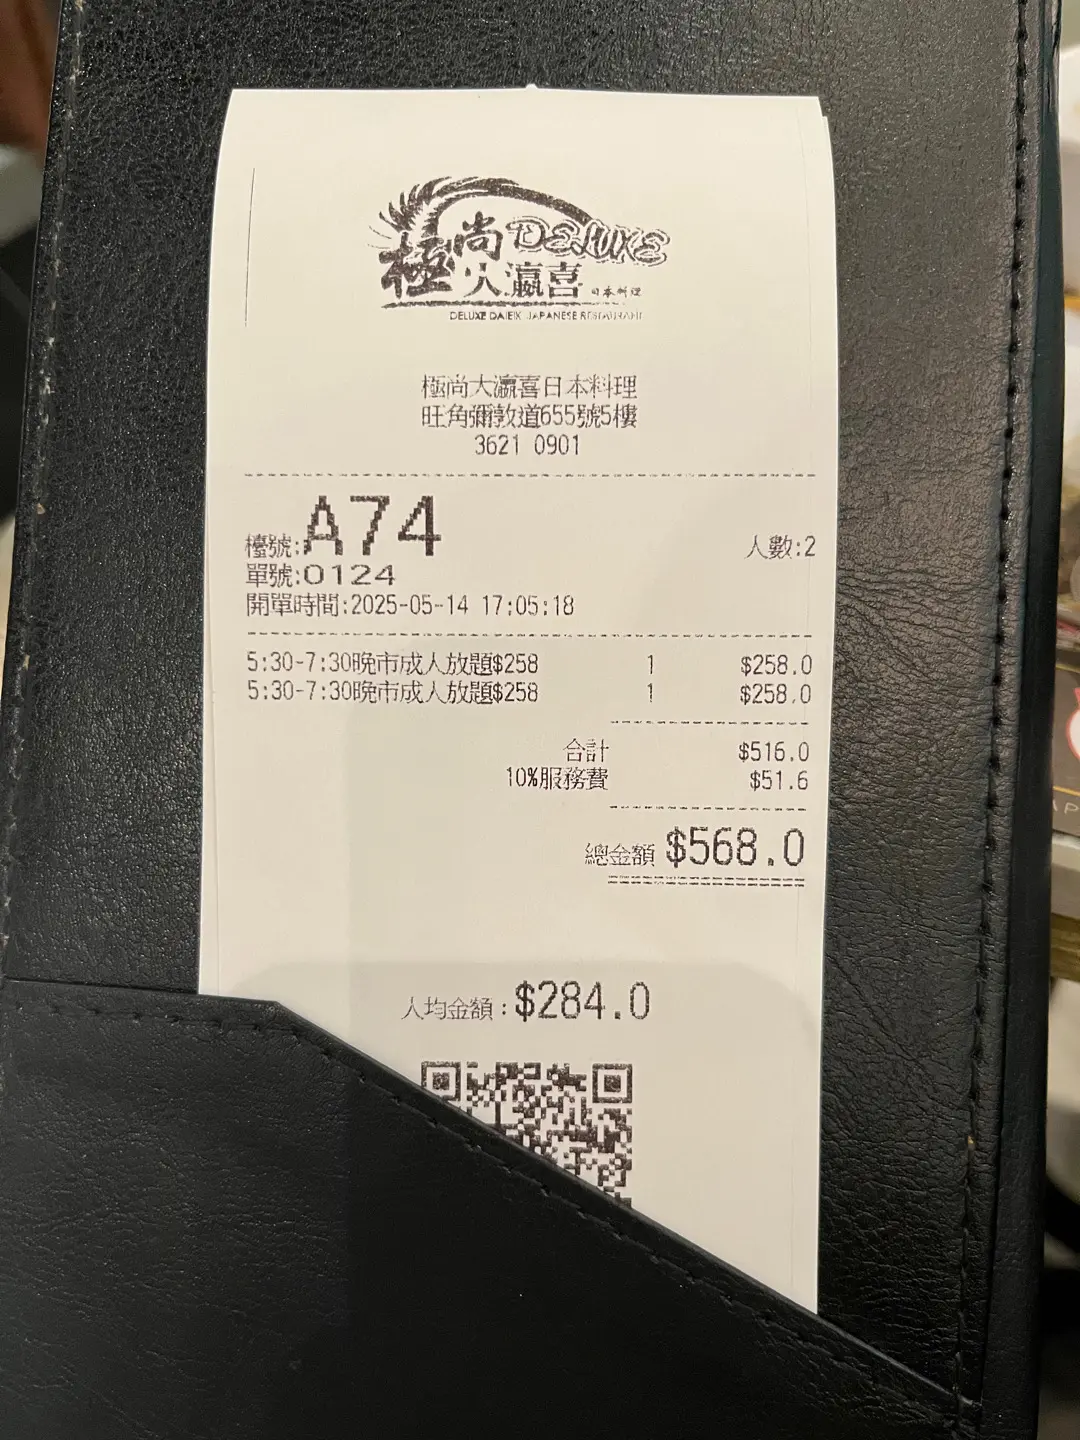 極尚 DELUXE
大瀛喜 日本料理
DELUXE DAIEIKI JAPANESE RESTAURANT
極尚大瀛喜日本料理
旺角彌敦道655號5樓
3621 0901
檯號:A74 人數:2
單號:0124
開單時間:2025-05-14 17:05:18
5:30-7:30晚市成人放題$258 1 $258.0
5:30-7:30晚市成人放題$258 1 $258.0
合計 $516.0
10%服務費 $51.6
總金額 $568.0
人均金額:$284.0